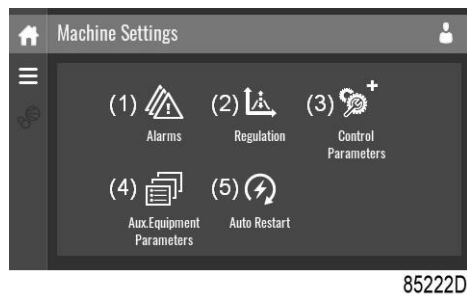 Machine Settings
(1) (2) (3)
Alarms Regulation Control
Parameters
(4) (5)
Aux.Equipment Auto Restart
Parameters
85222D